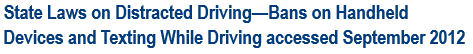 State Laws on Distracted Driving—Bans on Handheld
Devices and Texting While Driving accessed September 2012